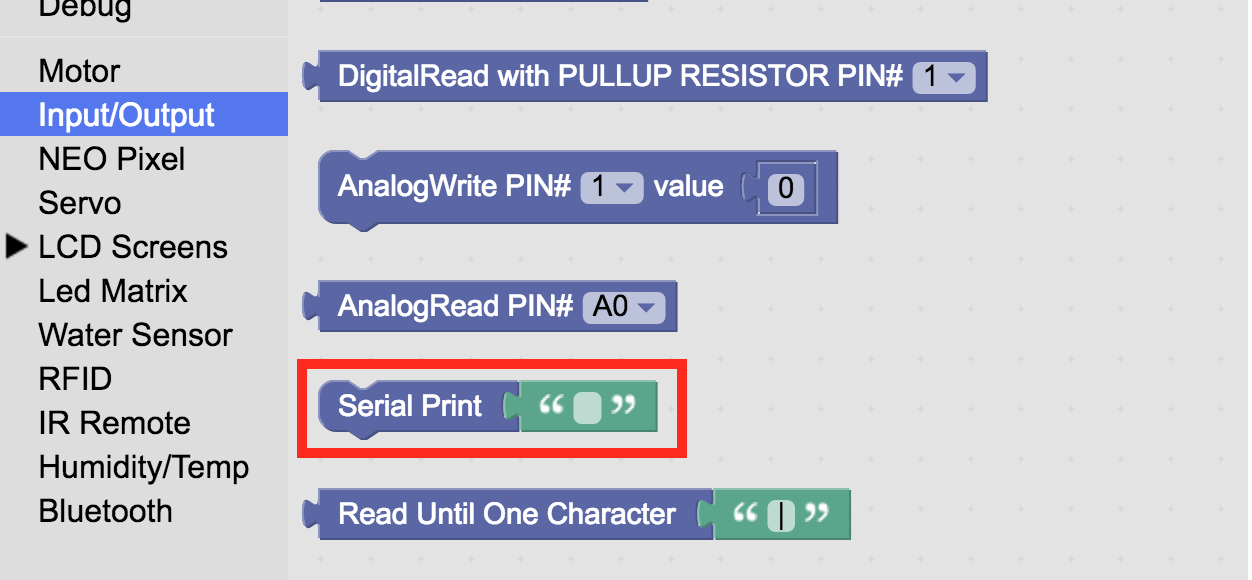 Debug
Motor
Input/Output
NEO Pixel
Servo
LCD Screens
Led Matrix
Water Sensor
RFID
IR Remote
Humidity/Temp
Bluetooth
DigitalRead with PULLUP RESISTOR PIN# 1
AnalogWrite PIN# 1 value 0
AnalogRead PIN# A0
Serial Print “ ”
Read Until One Character “ | ”